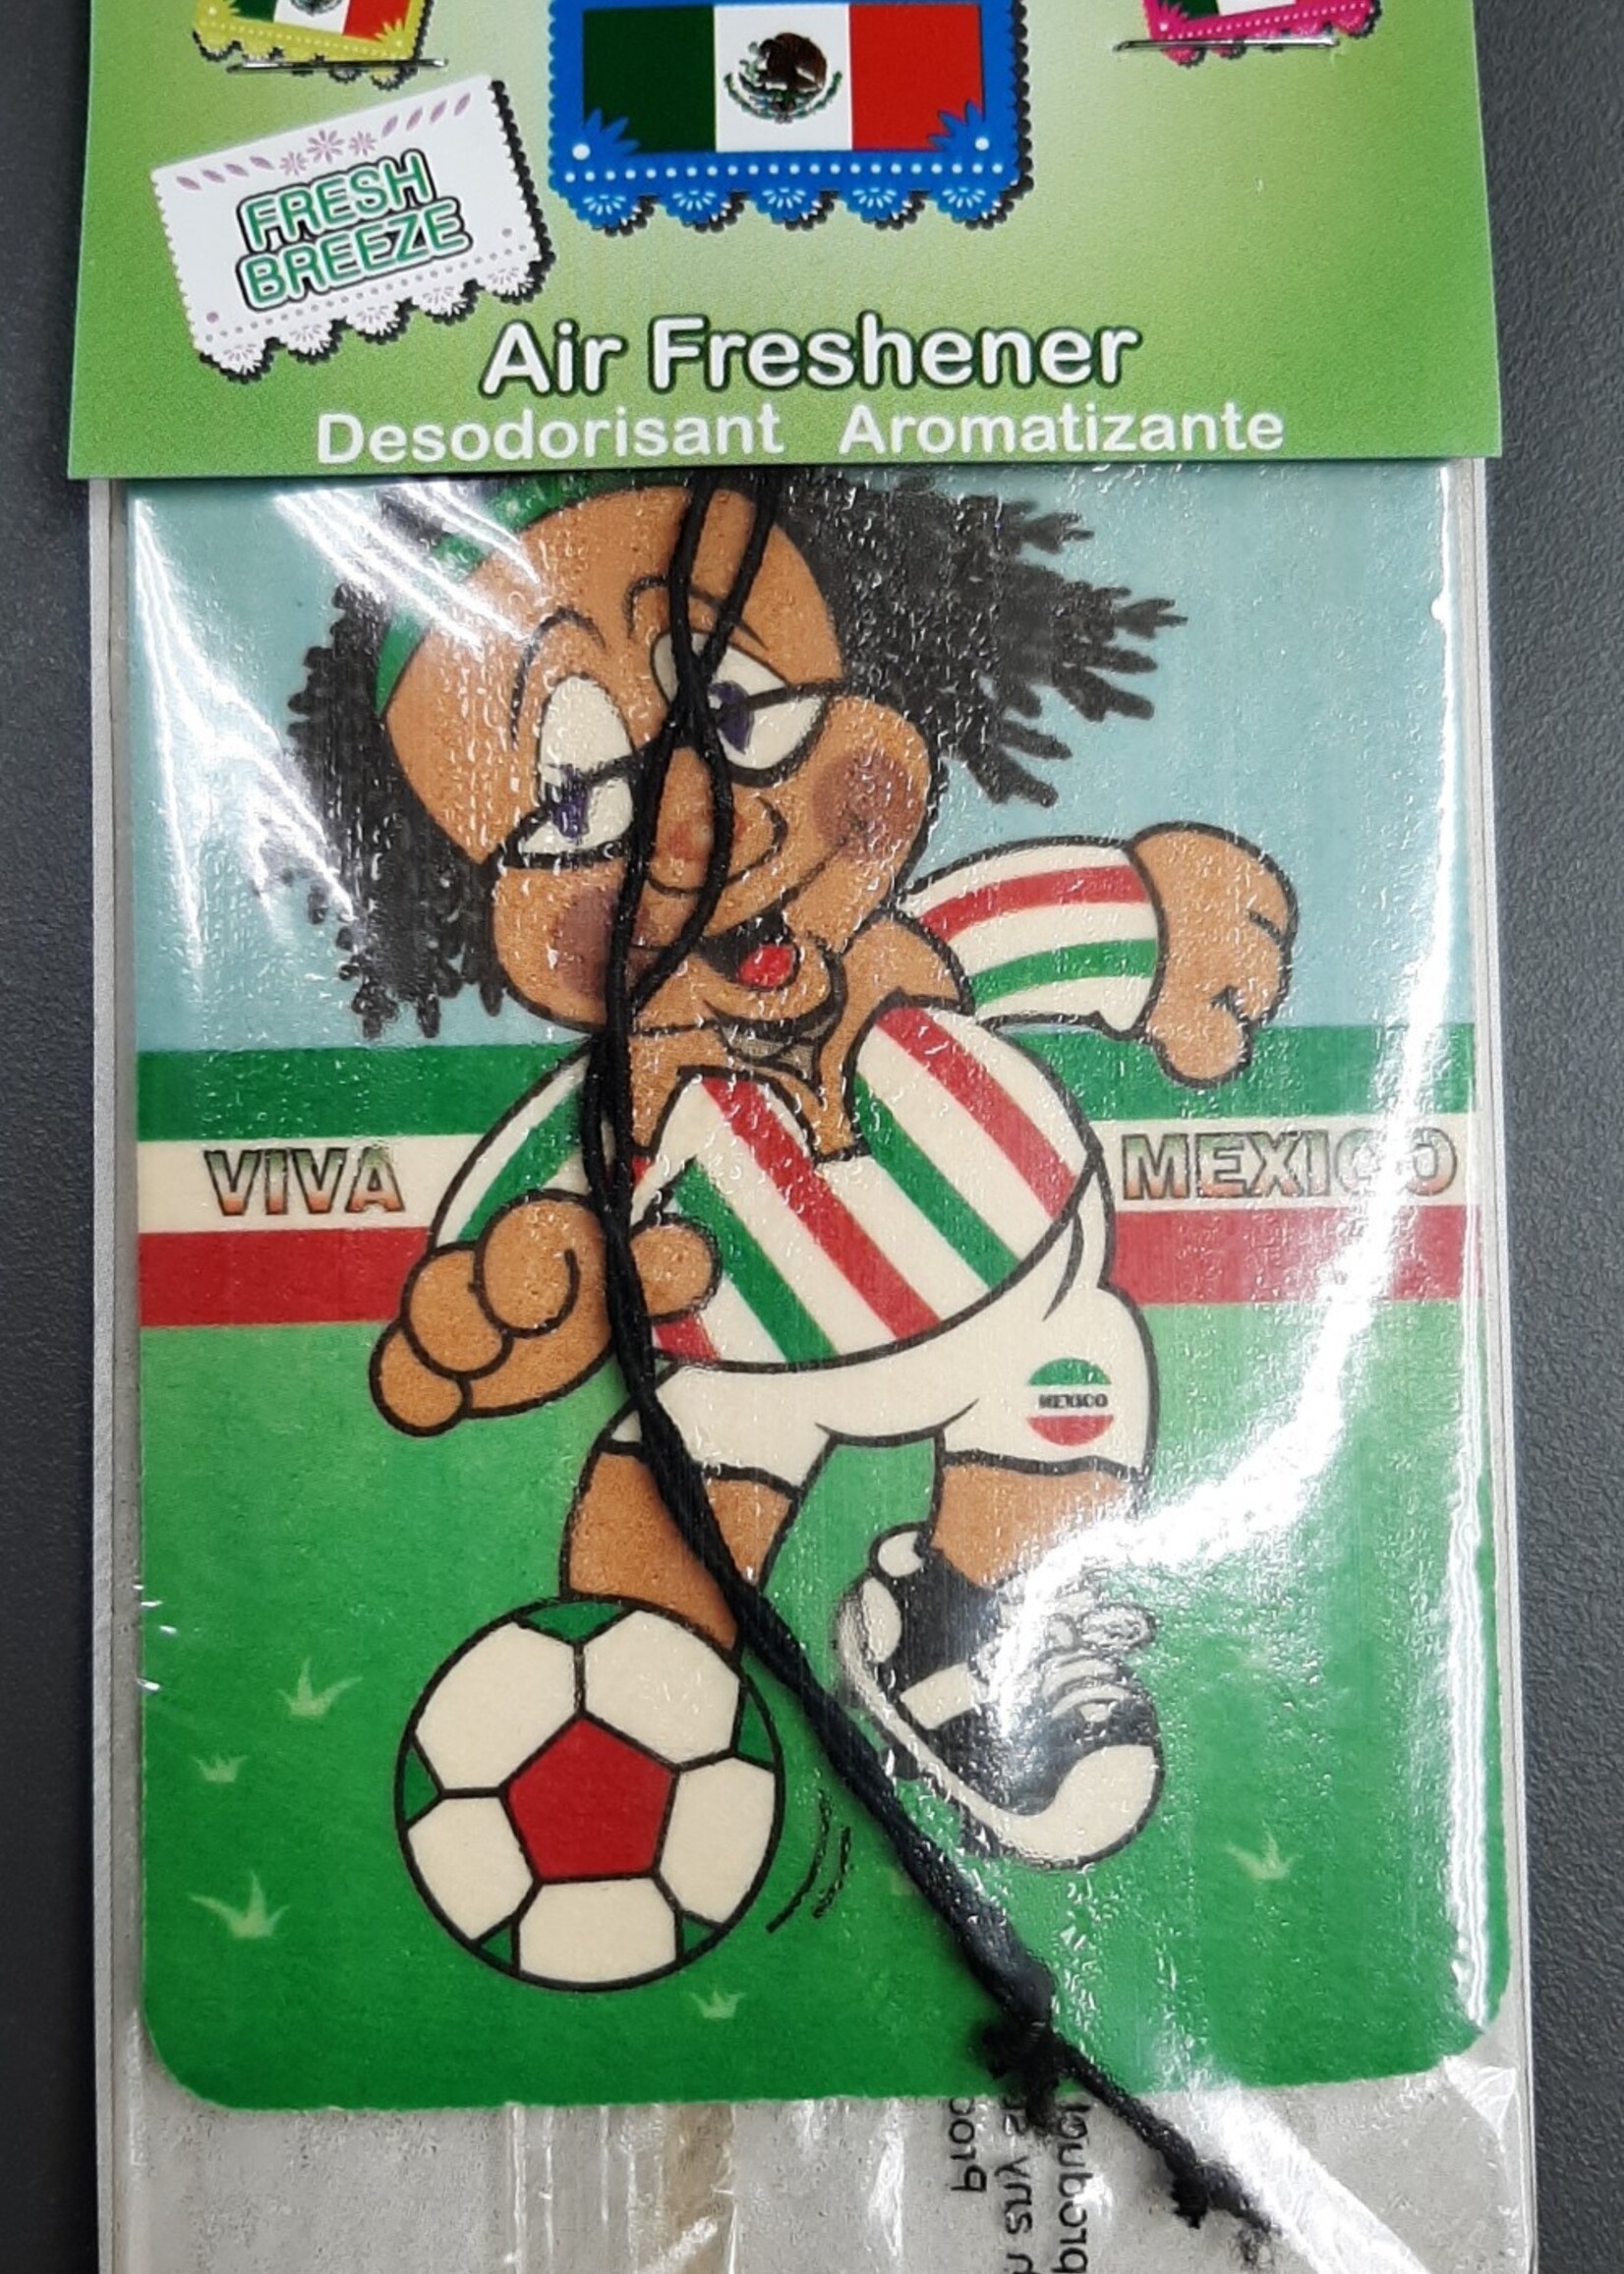 FRESH
BREEZE
Air Freshener
Desodorisant Aromatizante
VIVA MEXICO
MEXICO